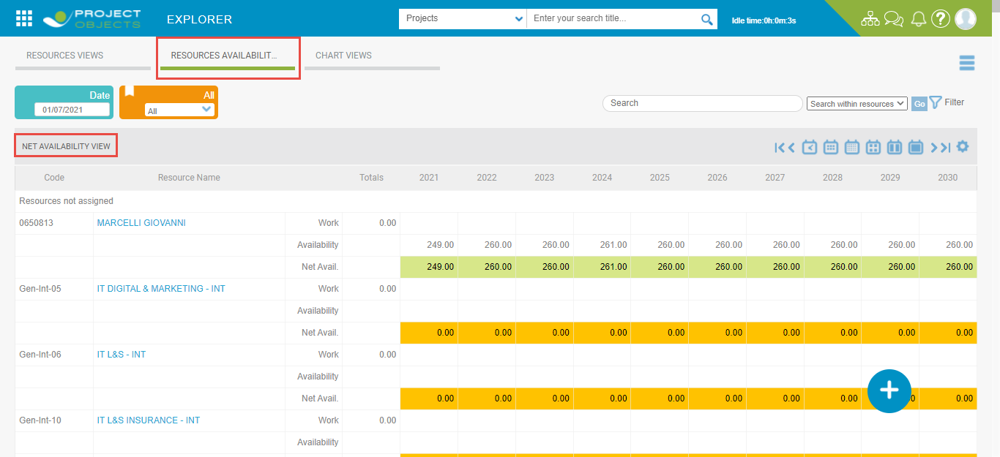 PROJECT
OBJECTS
EXPLORER
Projects
Enter your search title...
Idle time:0h:0m:3s
RESOURCES VIEWS
RESOURCES AVAILABILIT...
CHART VIEWS
Date
01/07/2021
All
All
Search
Search within resources
Go
Filter
NET AVAILABILITY VIEW
Code Resource Name Totals 2021 2022 2023 2024 2025 2026 2027 2028 2029 2030
Resources not assigned
0650813 MARCELLI GIOVANNI Work 0.00
Availability 249.00 260.00 260.00 261.00 260.00 260.00 260.00 260.00 260.00 260.00
Net Avail. 249.00 260.00 260.00 261.00 260.00 260.00 260.00 260.00 260.00 260.00
Gen-Int-05 IT DIGITAL & MARKETING - INT Work 0.00
Availability
Net Avail. 0.00 0.00 0.00 0.00 0.00 0.00 0.00 0.00 0.00 0.00
Gen-Int-06 IT L&S - INT Work 0.00
Availability
Net Avail. 0.00 0.00 0.00 0.00 0.00 0.00 0.00 0.00 0.00
Gen-Int-10 IT L&S INSURANCE - INT Work 0.00
Availability